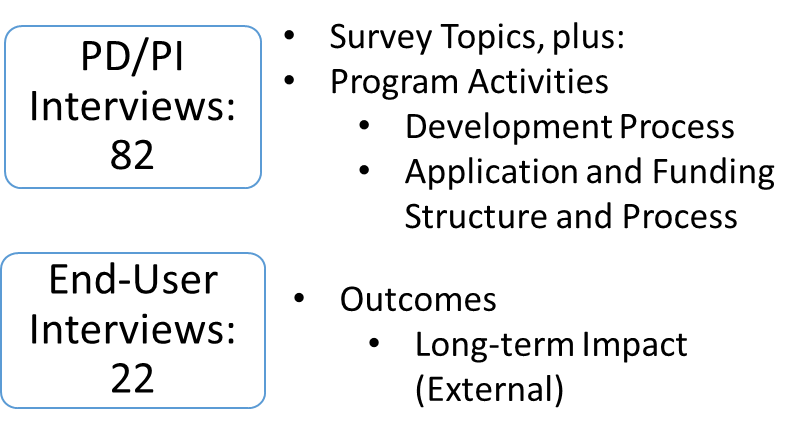 PD/PI
Interviews:
82
• Survey Topics, plus:
• Program Activities
• Development Process
• Application and Funding
Structure and Process
End-User
Interviews:
22
• Outcomes
• Long-term Impact
(External)